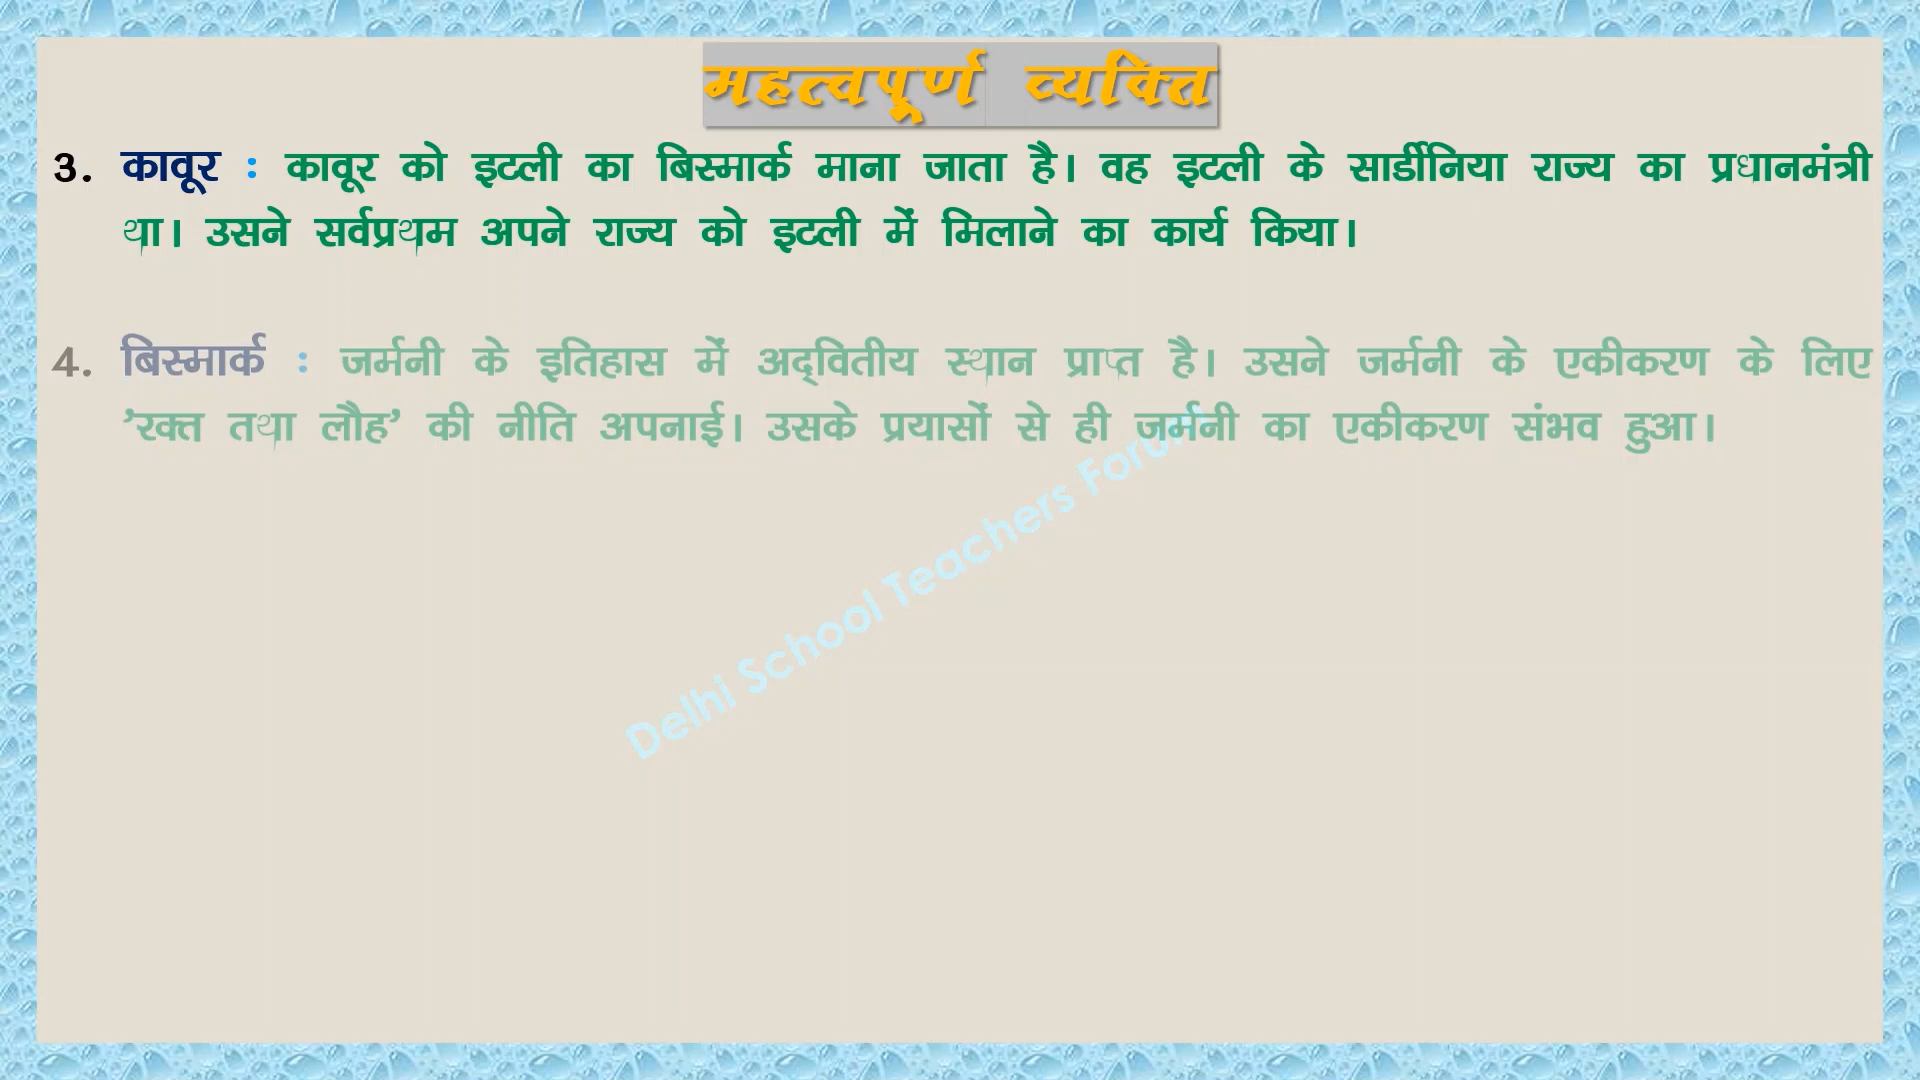 महत्वपूर्ण व्यक्ति
3. कावूर : कावूर को इटली का बिस्मार्क माना जाता है। वह इटली के सार्डीनिया राज्य का प्रधानमंत्री
था। उसने सर्वप्रथम अपने राज्य को इटली में मिलाने का कार्य किया।
4. बिस्मार्क : जर्मनी के इतिहास में अद्वितीय स्थान प्राप्त है। उसने जर्मनी के एकीकरण के लिए
’रक्त तथा लौह’ की नीति अपनाई। उसके प्रयासों से ही जर्मनी का एकीकरण संभव हुआ।
Delhi School Teachers Forum